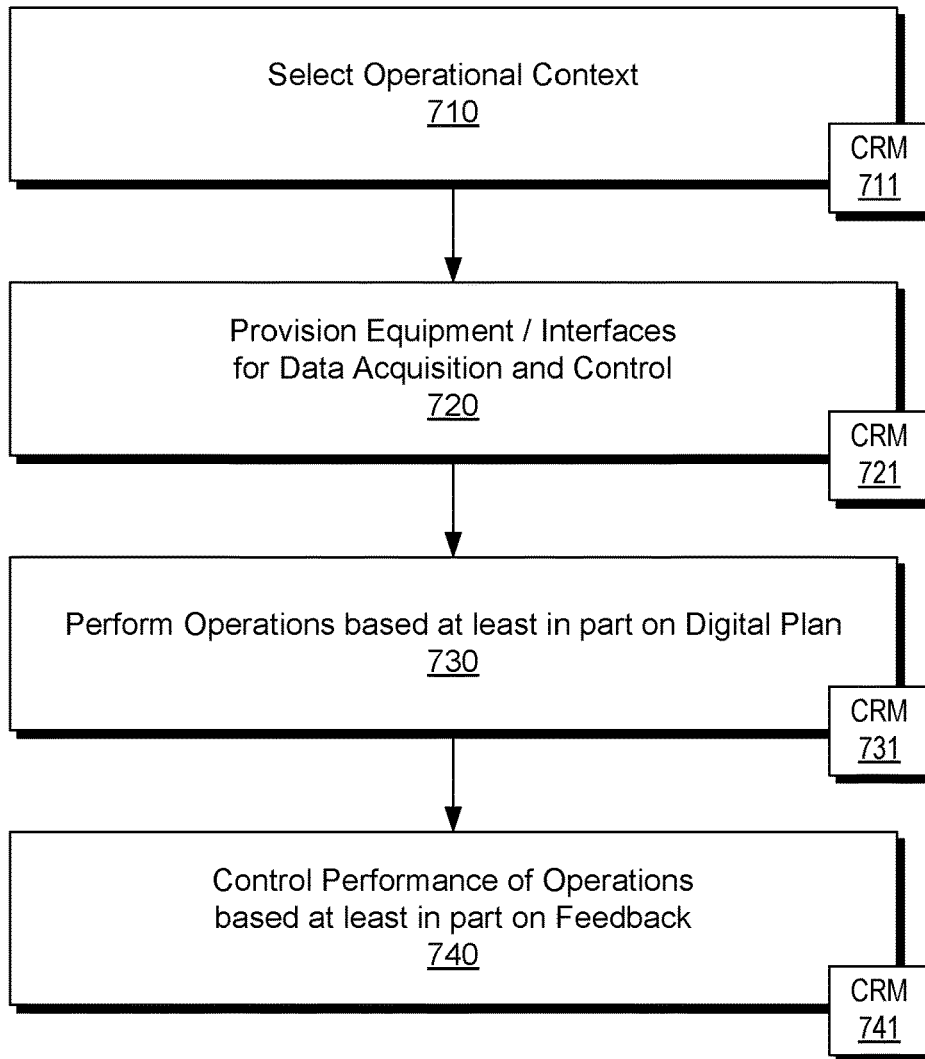 Select Operational Context
710
CRM
711
Provision Equipment / Interfaces
for Data Acquisition and Control
720
CRM
721
Perform Operations based at least in part on Digital Plan
730
CRM
731
Control Performance of Operations
based at least in part on Feedback
740
CRM
741